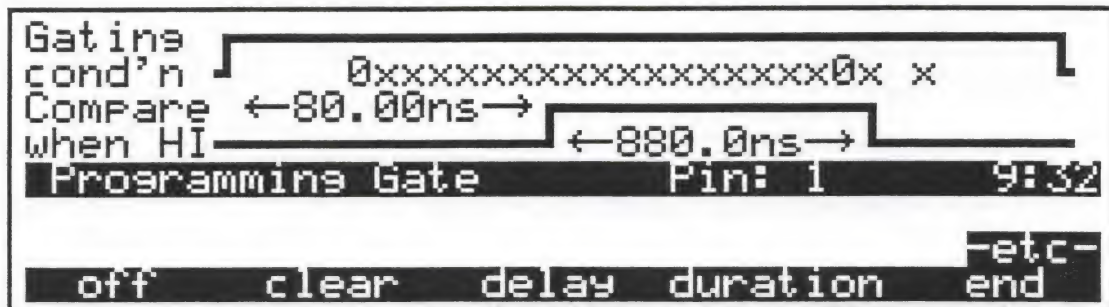 Gating
cond'n 0xxxxxxxxxxxxxxxxxx0x x
Compare ←80.00ns→
when HI ←880.0ns→
Programming Gate Pin: 1 9:32
-etc-
off clear delay duration end